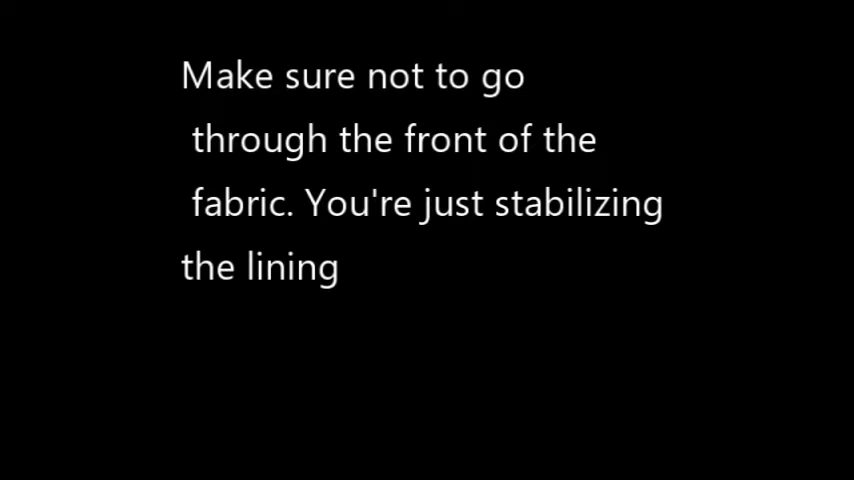 Make sure not to go
through the front of the
fabric. You're just stabilizing
the lining